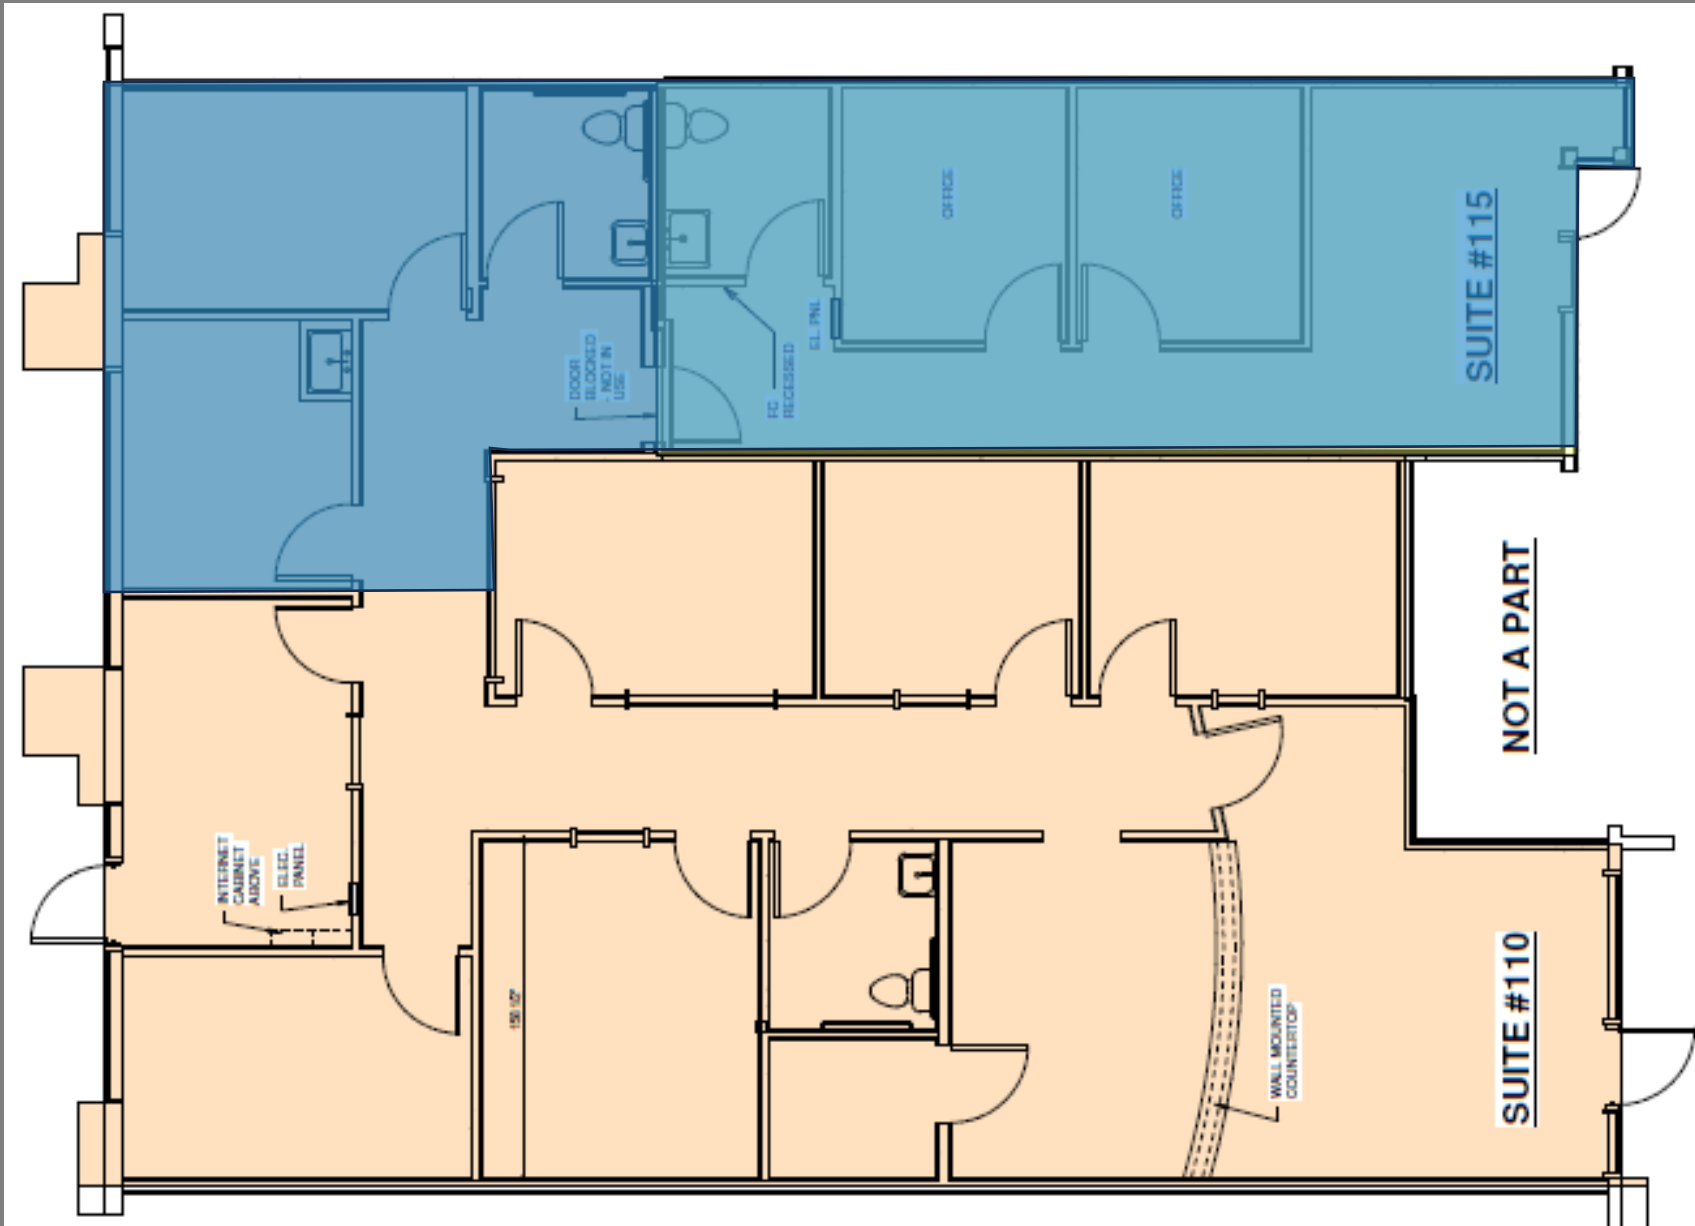 OFFICE
OFFICE
SUITE #115
EL. PNL
DOOR
BLOCKED
- NOT IN
USE
RECESSED
NOT A PART
INTERNET
CABINET
ABOVE
ELEC.
PANEL
WALL MOUNTED
COUNTERTOP
SUITE #110